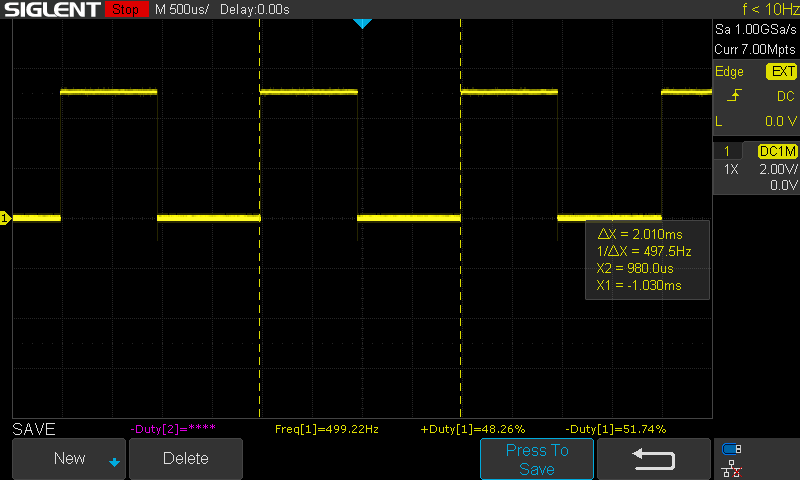 SIGLENT Stop M 500us/ Delay:0.00s f < 10Hz
Sa 1.00GSa/s
Curr 7.00Mpts
Edge EXT
DC
L 0.0 V
1 DC1M
1X 2.00V/
0.0V
1
ΔX = 2.010ms
1/ΔX = 497.5Hz
X2 = 980.0us
X1 = -1.030ms
SAVE -Duty[2]=**** Freq[1]=499.22Hz +Duty[1]=48.26% -Duty[1]=51.74%
New Delete Press To
Save